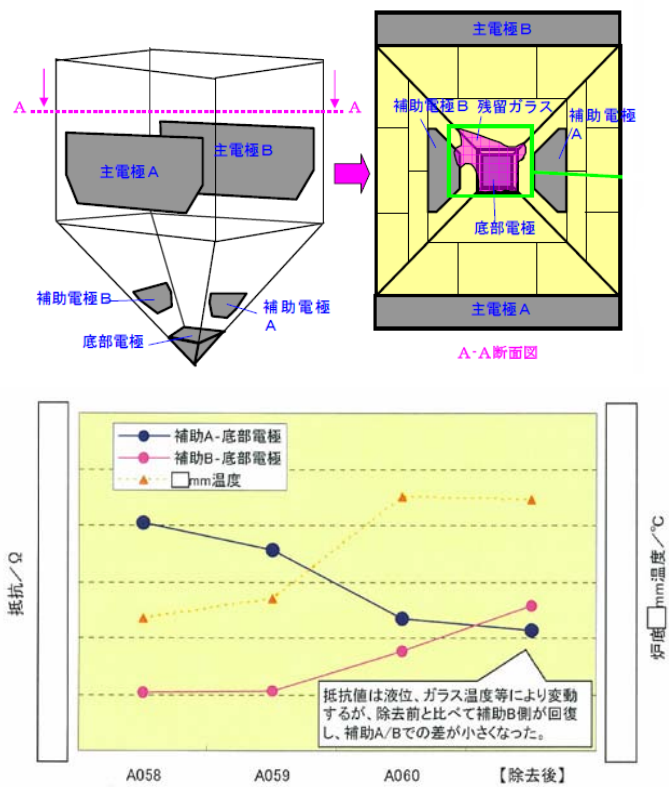 主電極B
A
A
補助電極B
残留ガラス
補助電極
A
主電極B
主電極A
底部電極
補助電極B
補助電極
A
底部電極
主電極A
A-A断面図
補助A-底部電極
補助B-底部電極
□mm温度
抵抗／Ω
炉底□mm温度／℃
抵抗値は液位、ガラス温度等により変動
するが、除去前と比べて補助B側が回復
し、補助A/Bでの差が小さくなった。
A058
A059
A060
【除去後】